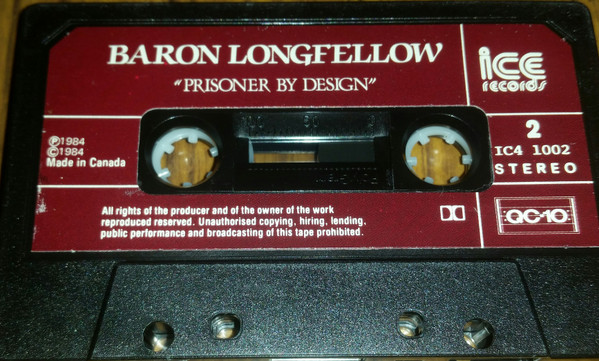 BARON LONGFELLOW
"PRISONER BY DESIGN"
ice
records
2
IC4 1002
STEREO
Ⓟ1984
©1984
Made in Canada
All rights of the producer and of the owner of the work
reproduced reserved. Unauthorised copying, hiring, lending,
public performance and broadcasting of this tape prohibited.
QC-10